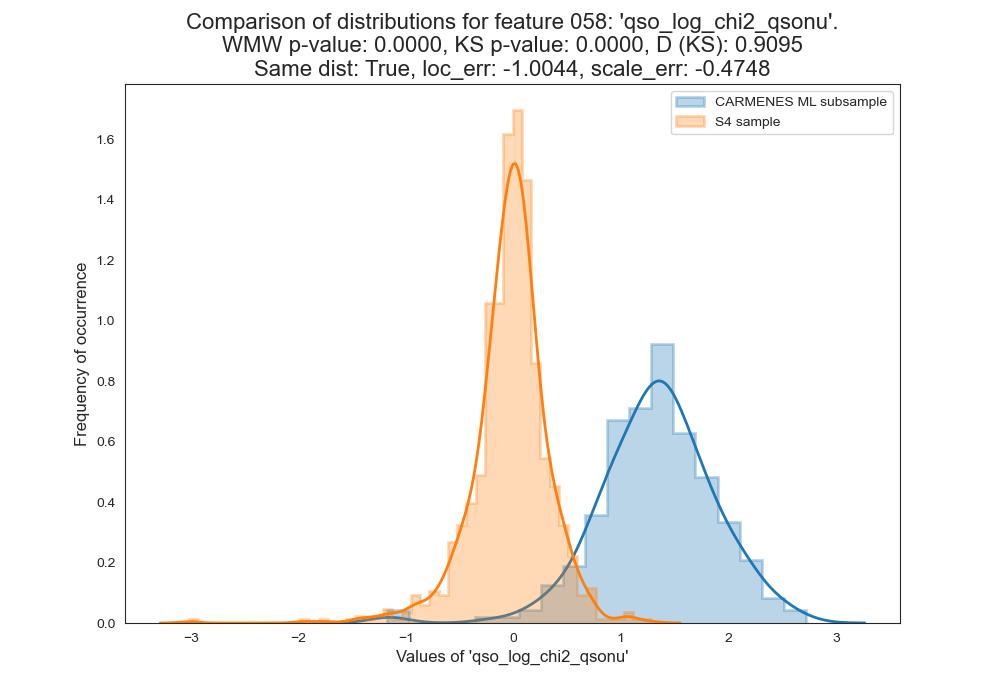 Comparison of distributions for feature 058: 'qso_log_chi2_qsonu'.
WMW p-value: 0.0000, KS p-value: 0.0000, D (KS): 0.9095
Same dist: True, loc_err: -1.0044, scale_err: -0.4748
CARMENES ML subsample
S4 sample
Frequency of occurrence
1.6
1.4
1.2
1.0
0.8
0.6
0.4
0.2
0.0
−3 −2 −1 0 1 2 3
Values of 'qso_log_chi2_qsonu'